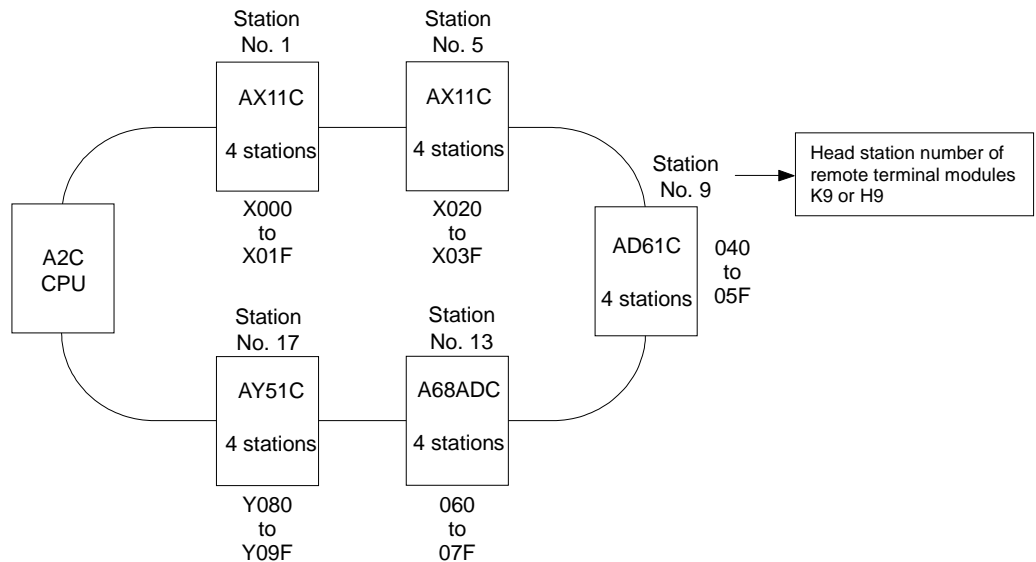 Station
No. 1
AX11C
4 stations
X000
to
X01F
Station
No. 5
AX11C
4 stations
X020
to
X03F
Station
No. 9
AD61C
4 stations
040
to
05F
Head station number of
remote terminal modules
K9 or H9
A2C
CPU
Station
No. 17
AY51C
4 stations
Y080
to
Y09F
Station
No. 13
A68ADC
4 stations
060
to
07F